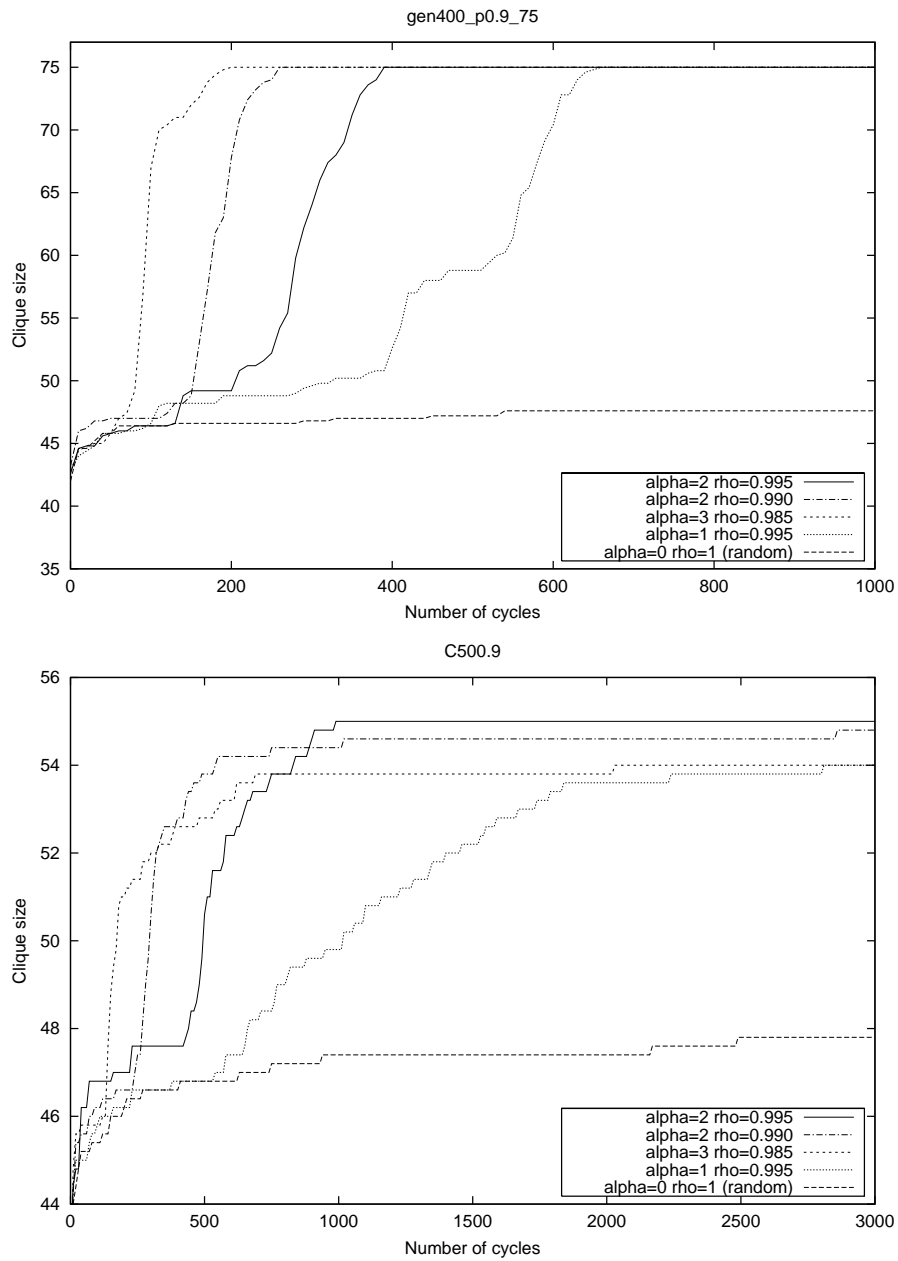 gen400_p0.9_75
75
70
65
60
55
50
45
40
35
0
200
400
600
800
1000
Clique size
Number of cycles
alpha=2 rho=0.995
alpha=2 rho=0.990
alpha=3 rho=0.985
alpha=1 rho=0.995
alpha=0 rho=1 (random)
C500.9
56
54
52
50
48
46
44
0
500
1000
1500
2000
2500
3000
Clique size
Number of cycles
alpha=2 rho=0.995
alpha=2 rho=0.990
alpha=3 rho=0.985
alpha=1 rho=0.995
alpha=0 rho=1 (random)